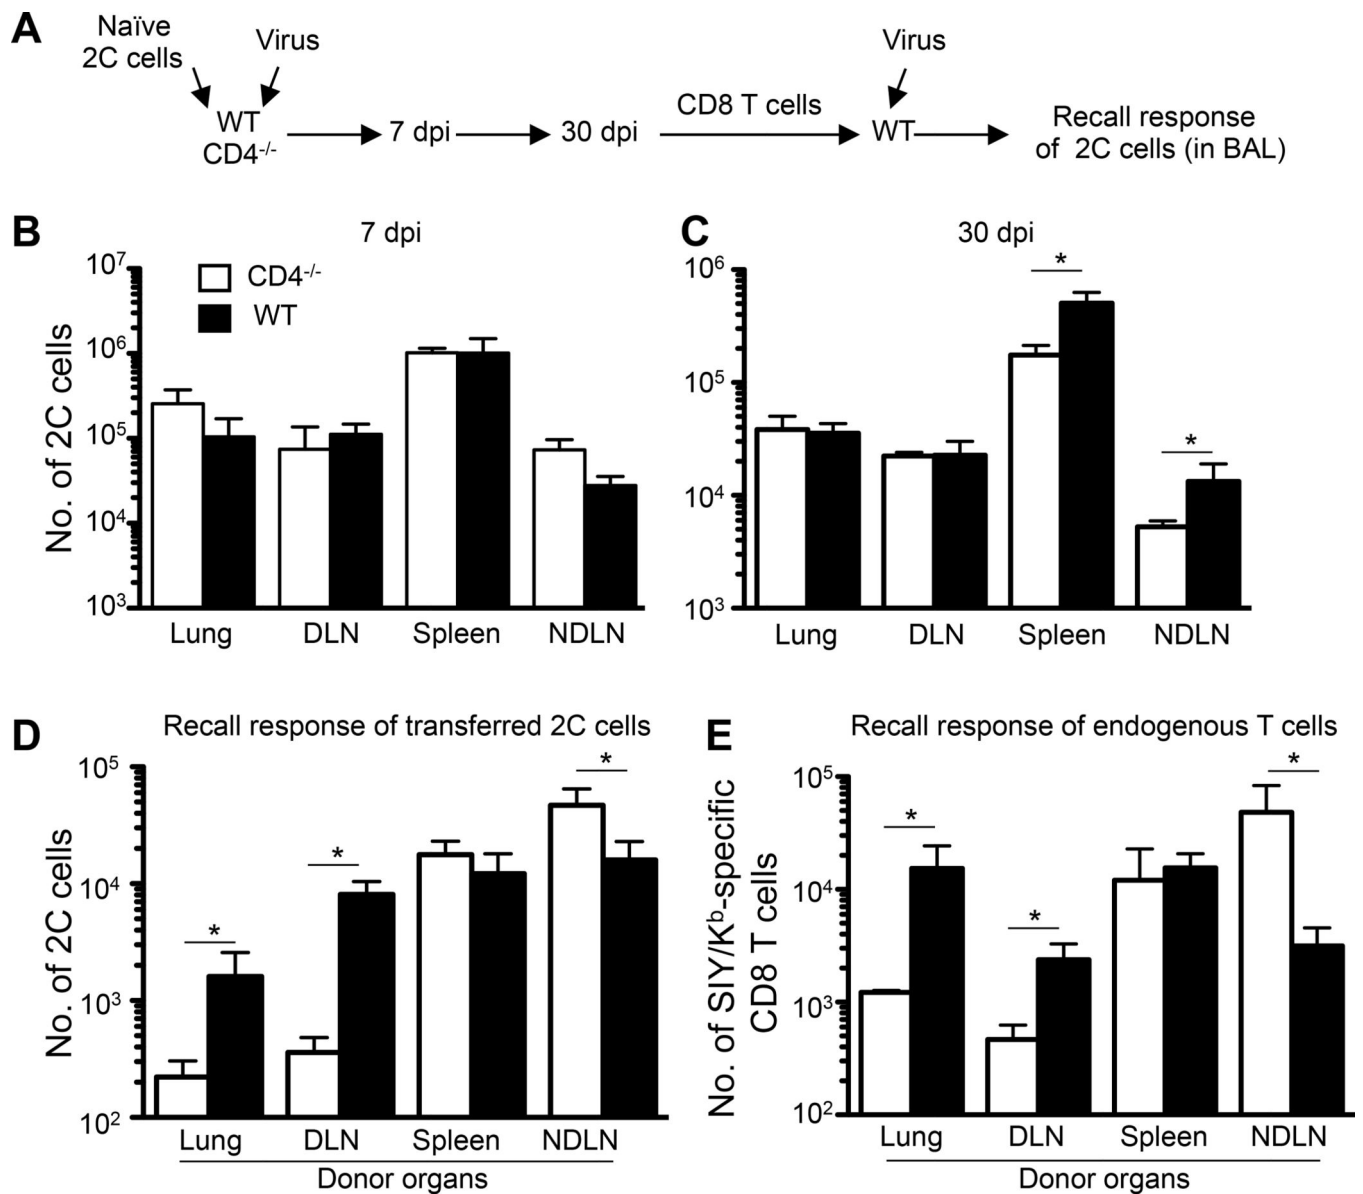 A
Naïve
2C cells
Virus
WT
CD4-/-
7 dpi
30 dpi
CD8 T cells
Virus
WT
Recall response
of 2C cells (in BAL)
B
7 dpi
No. of 2C cells
10^7
10^6
10^5
10^4
10^3
CD4-/-
WT
Lung DLN Spleen NDLN
C
30 dpi
10^6
10^5
10^4
10^3
*
*
Lung DLN Spleen NDLN
D
Recall response of transferred 2C cells
No. of 2C cells
10^5
10^4
10^3
10^2
*
*
*
Lung DLN Spleen NDLN
Donor organs
E
Recall response of endogenous T cells
No. of SIY/K^b-specific
CD8 T cells
10^5
10^4
10^3
10^2
*
*
*
Lung DLN Spleen NDLN
Donor organs